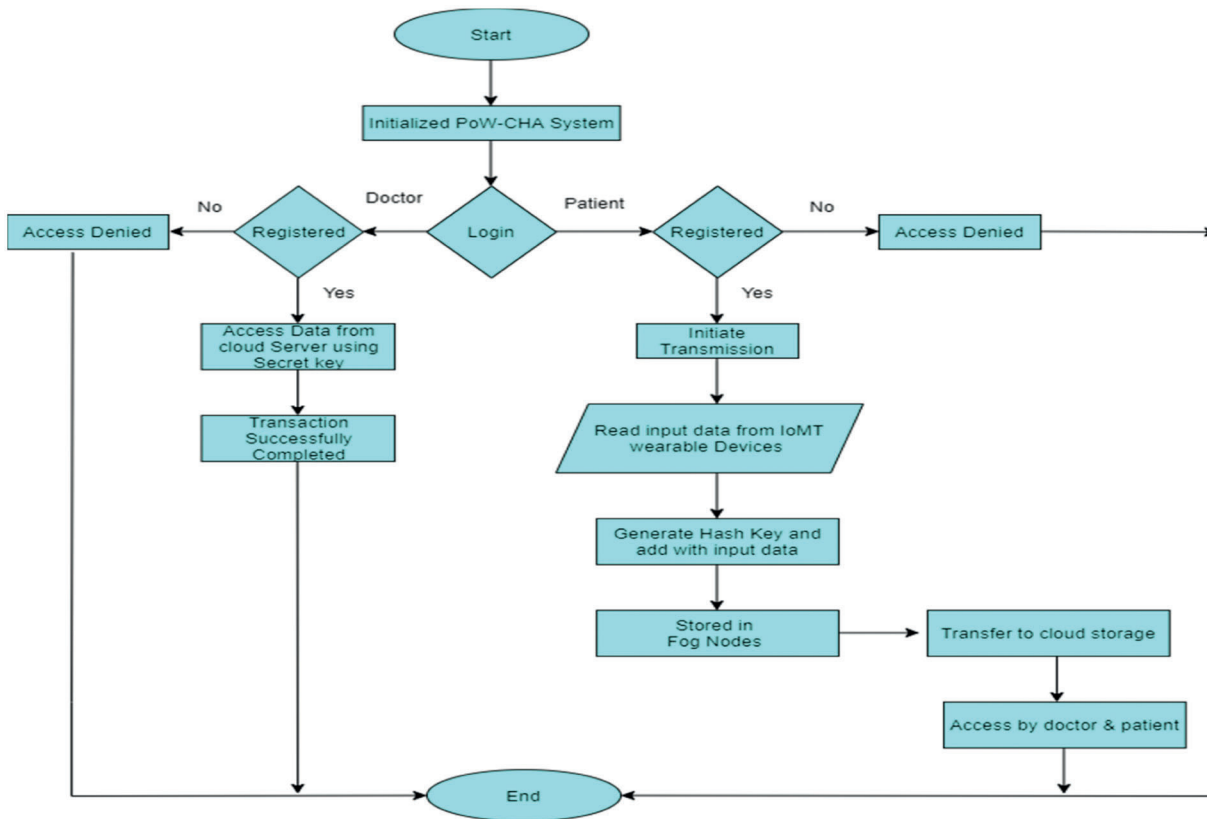 Start
Initialized PoW-CHA System
Doctor
Patient
No
No
Access Denied
Registered
Login
Registered
Access Denied
Yes
Yes
Access Data from
cloud Server using
Secret key
Initiate
Transmission
Transaction
Successfully
Completed
Read input data from IoMT
wearable Devices
Generate Hash Key and
add with input data
Stored in
Fog Nodes
Transfer to cloud storage
Access by doctor & patient
End